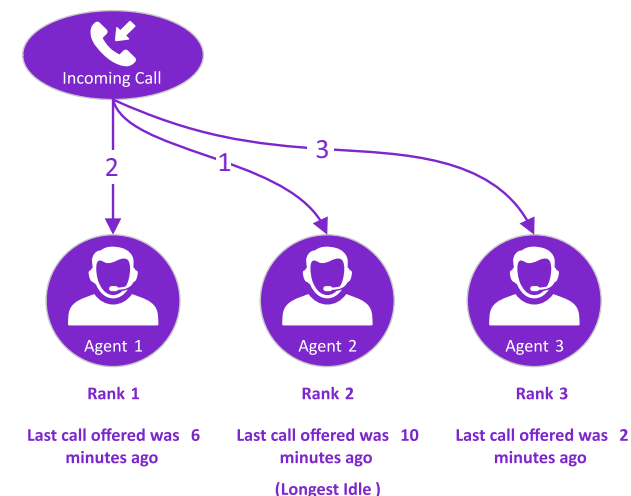 Incoming Call
2
1
3
Agent 1
Agent 2
Agent 3
Rank 1
Rank 2
Rank 3
Last call offered was 6
minutes ago
Last call offered was 10
minutes ago
(Longest Idle )
Last call offered was 2
minutes ago